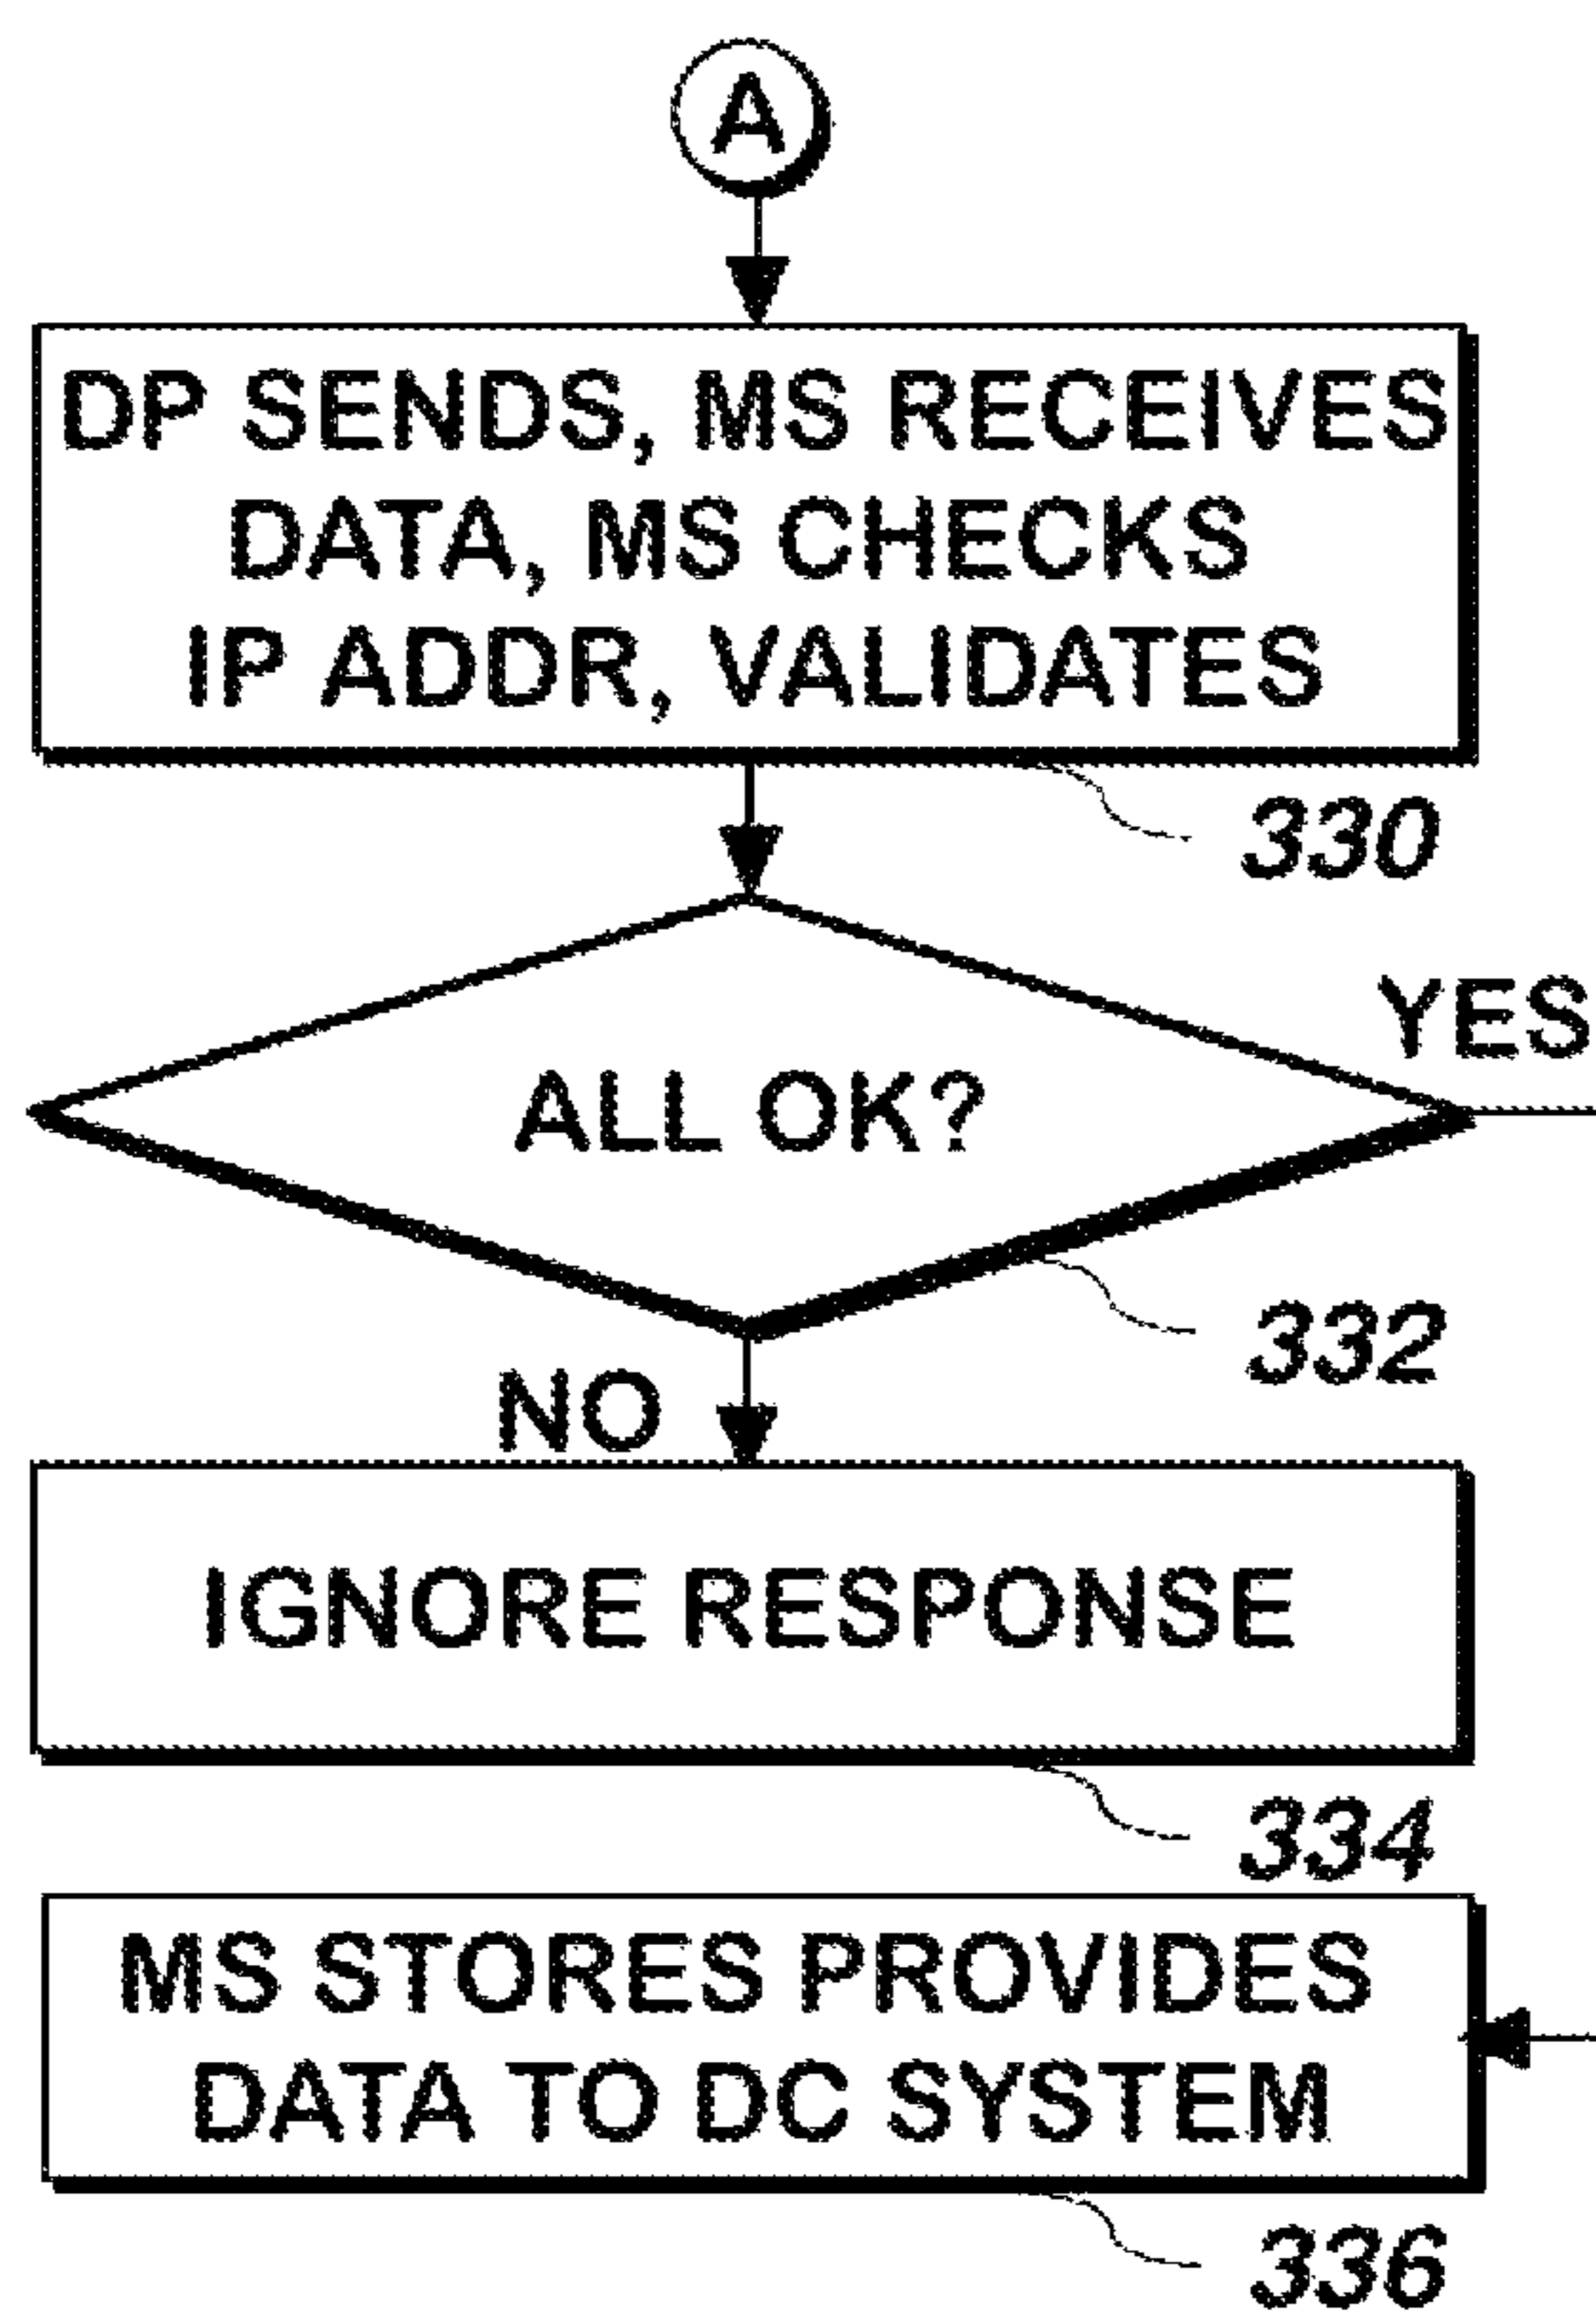 A
DP SENDS, MS RECEIVES
DATA, MS CHECKS
IP ADDR, VALIDATES
330
YES
ALL OK?
332
NO
IGNORE RESPONSE
334
MS STORES PROVIDES
DATA TO DC SYSTEM
336